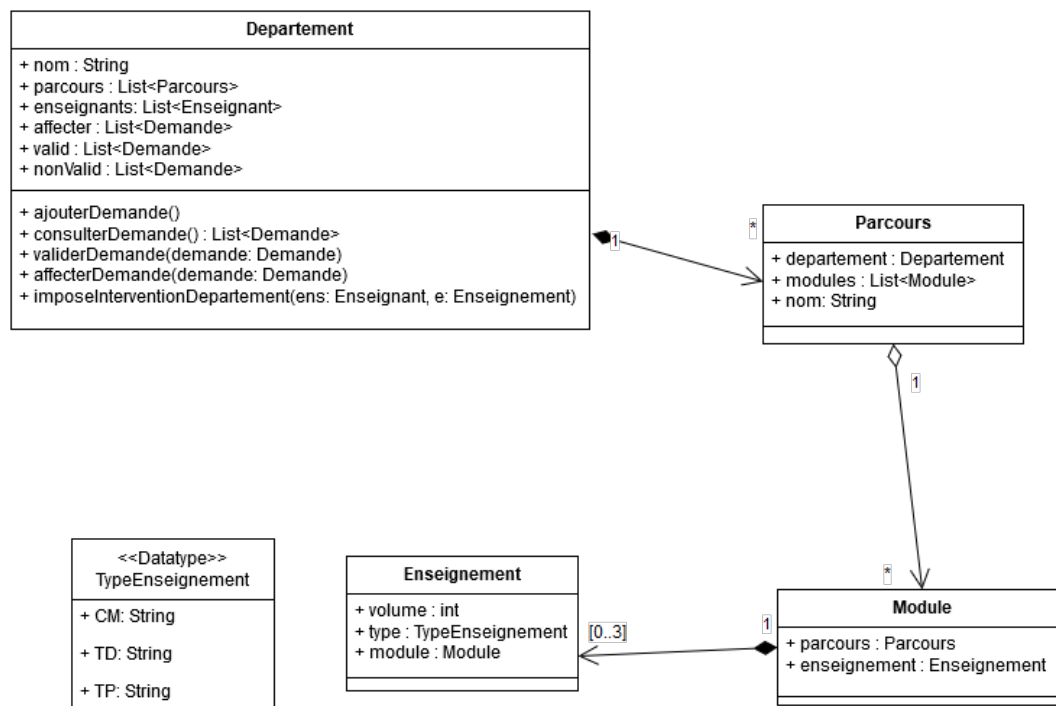 Departement
+ nom : String
+ parcours : List<Parcours>
+ enseignants: List<Enseignant>
+ affecter : List<Demande>
+ valid : List<Demande>
+ nonValid : List<Demande>
+ ajouterDemande()
+ consulterDemande() : List<Demande>
+ validerDemande(demande: Demande)
+ affecterDemande(demande: Demande)
+ imposeInterventionDepartement(ens: Enseignant, e: Enseignement)
1
*
Parcours
+ departement : Departement
+ modules : List<Module>
+ nom: String
1
*
<<Datatype>>
TypeEnseignement
+ CM: String
+ TD: String
+ TP: String
Enseignement
+ volume : int
+ type : TypeEnseignement
+ module : Module
[0..3]
1
Module
+ parcours : Parcours
+ enseignement : Enseignement